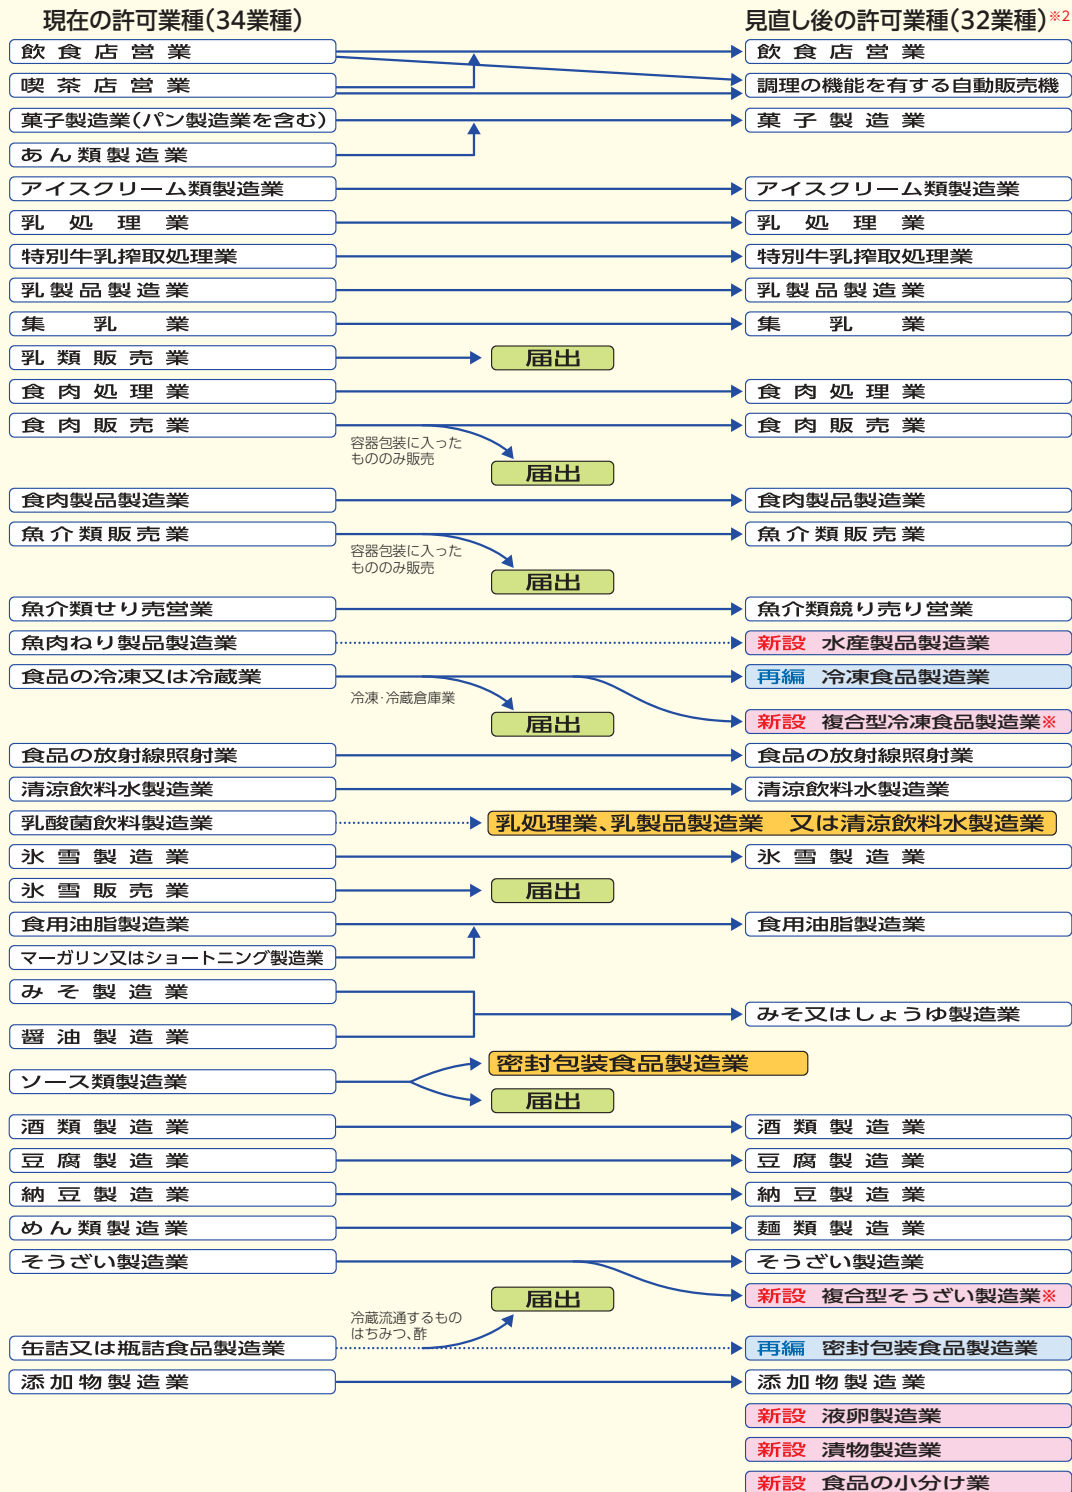 現在の許可業種(34業種)
見直し後の許可業種(32業種)※2
飲食店営業
飲食店営業
喫茶店営業
調理の機能を有する自動販売機
菓子製造業(パン製造業を含む)
菓子製造業
あん類製造業
アイスクリーム類製造業
アイスクリーム類製造業
乳処理業
乳処理業
特別牛乳搾取処理業
特別牛乳搾取処理業
乳製品製造業
乳製品製造業
集乳業
集乳業
乳類販売業
届出
食肉処理業
食肉処理業
食肉販売業
食肉販売業
容器包装に入った
もののみ販売
届出
食肉製品製造業
食肉製品製造業
魚介類販売業
魚介類販売業
容器包装に入った
もののみ販売
届出
魚介類せり売営業
魚介類競り売り営業
魚肉ねり製品製造業
新設 水産製品製造業
食品の冷凍又は冷蔵業
再編 冷凍食品製造業
冷凍·冷蔵倉庫業
届出
新設 複合型冷凍食品製造業※
食品の放射線照射業
食品の放射線照射業
清涼飲料水製造業
清涼飲料水製造業
乳酸菌飲料製造業
乳処理業、乳製品製造業 又は清涼飲料水製造業
氷雪製造業
氷雪製造業
氷雪販売業
届出
食用油脂製造業
食用油脂製造業
マーガリン又はショートニング製造業
みそ製造業
みそ又はしょうゆ製造業
醤油製造業
密封包装食品製造業
ソース類製造業
届出
酒類製造業
酒類製造業
豆腐製造業
豆腐製造業
納豆製造業
納豆製造業
めん類製造業
麺類製造業
そうざい製造業
そうざい製造業
届出
新設 複合型そうざい製造業※
冷蔵流通するもの
はちみつ、酢
缶詰又は瓶詰食品製造業
再編 密封包装食品製造業
添加物製造業
添加物製造業
新設 液卵製造業
新設 漬物製造業
新設 食品の小分け業